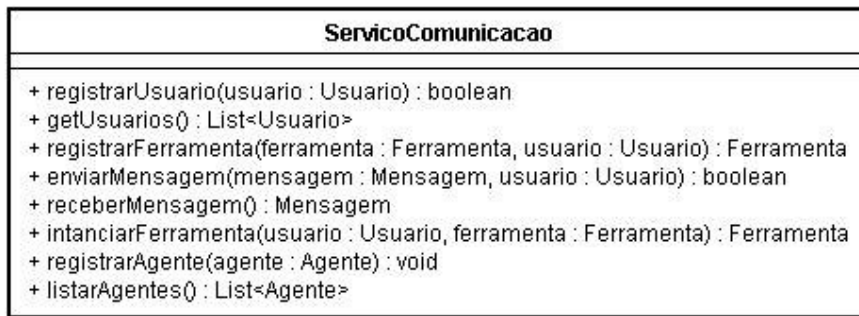 ServicoComunicacao
+ registrarUsuario(usuario : Usuario) : boolean
+ getUsuarios() : List<Usuario>
+ registrarFerramenta(ferramenta : Ferramenta, usuario : Usuario) : Ferramenta
+ enviarMensagem(mensagem : Mensagem, usuario : Usuario) : boolean
+ receberMensagem() : Mensagem
+ intanciarFerramenta(usuario : Usuario, ferramenta : Ferramenta) : Ferramenta
+ registrarAgente(agente : Agente) : void
+ listarAgentes() : List<Agente>